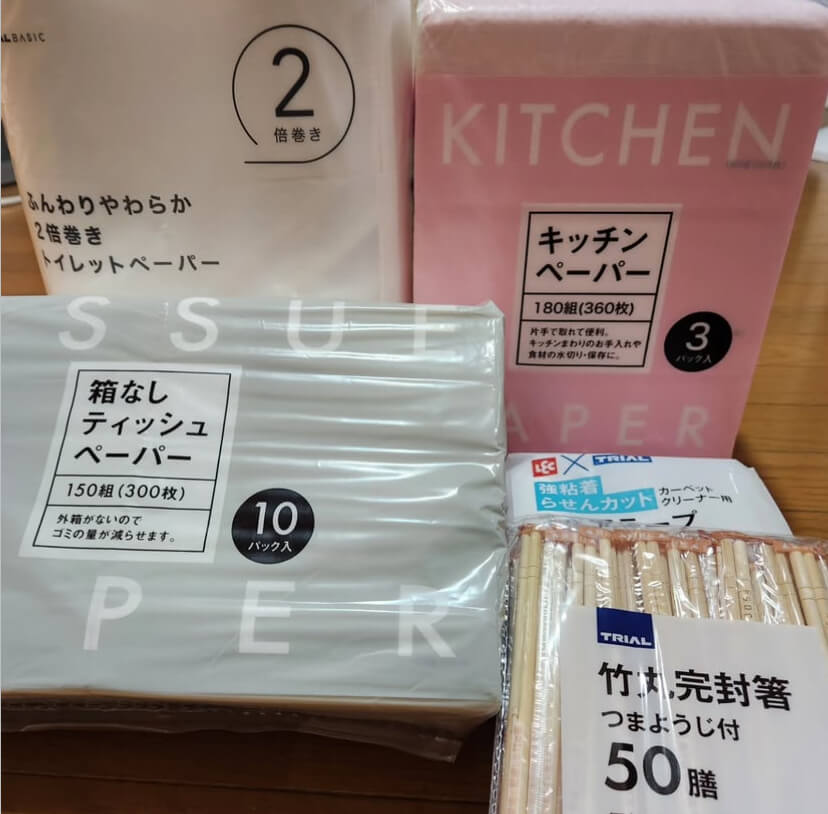 BASIC
2
倍巻き
ふんわりやわらか
2倍巻き
トイレットペーパー
KITCHEN
キッチン
ペーパー
180組(360枚)
片手で取れて便利。
キッチンまわりのお手入れや
食材の水切り・保存に。
3
パック入
APER
SSUE
箱なし
ティッシュ
ペーパー
150組(300枚)
外箱がないので
ゴミの量が減らせます。
10
パック入
PER
LEC × TRIAL
強粘着
らせんカット
カーペット
クリーナー用
テープ
TRIAL
竹丸完封箸
つまようじ付
50膳